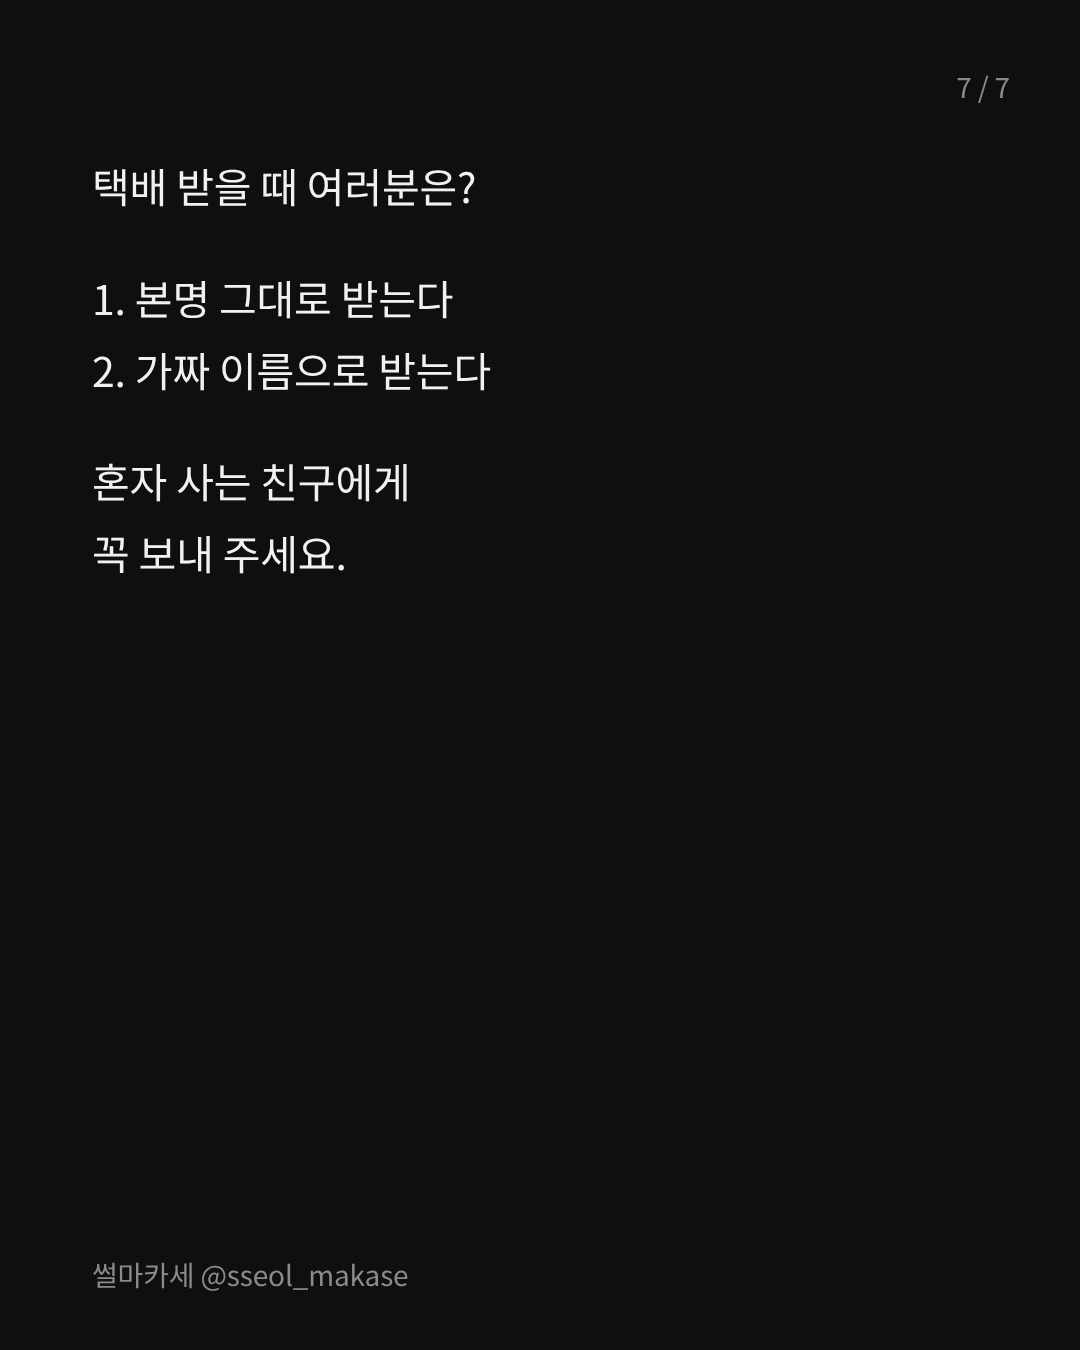 7 / 7
택배 받을 때 여러분은?
1. 본명 그대로 받는다
2. 가짜 이름으로 받는다
혼자 사는 친구에게
꼭 보내 주세요.
썰마카세 @sseol_makase